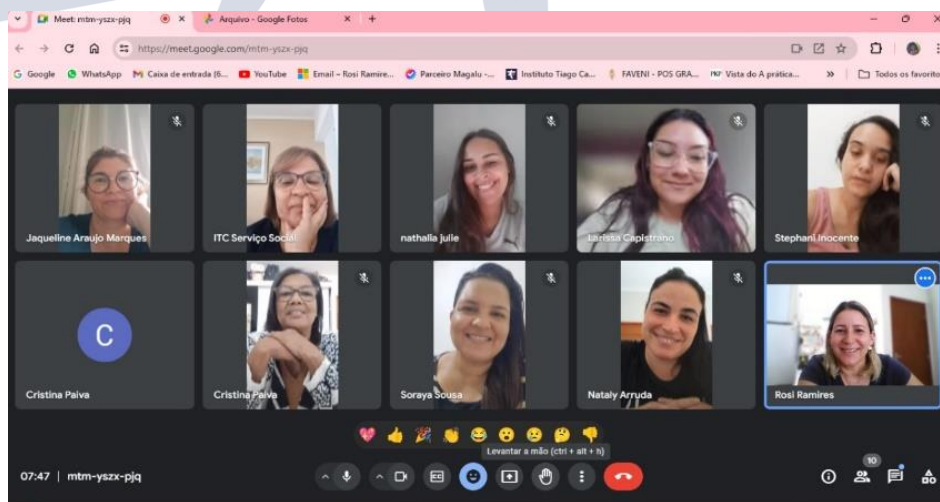 Meet: mtm-yszx-pjq
Arquivo - Google Fotos
https://meet.google.com/mtm-yszx-pjq
Google
WhatsApp
Caixa de entrada (6...
YouTube
Email – Rosi Ramire...
Parceiro Magalu -...
Instituto Tiago Ca...
FAVENI - POS GRA...
PKP Vista do A prática...
»
Todos os favoritos
Jaqueline Araujo Marques
ITC Serviço Social
nathalia julie
Larissa Capistrano
Stephani Inocente
C
Cristina Paiva
Cristina Paiva
Soraya Sousa
Nataly Arruda
Rosi Ramires
Levantar a mão (ctrl + alt + h)
07:47 | mtm-yszx-pjq
10